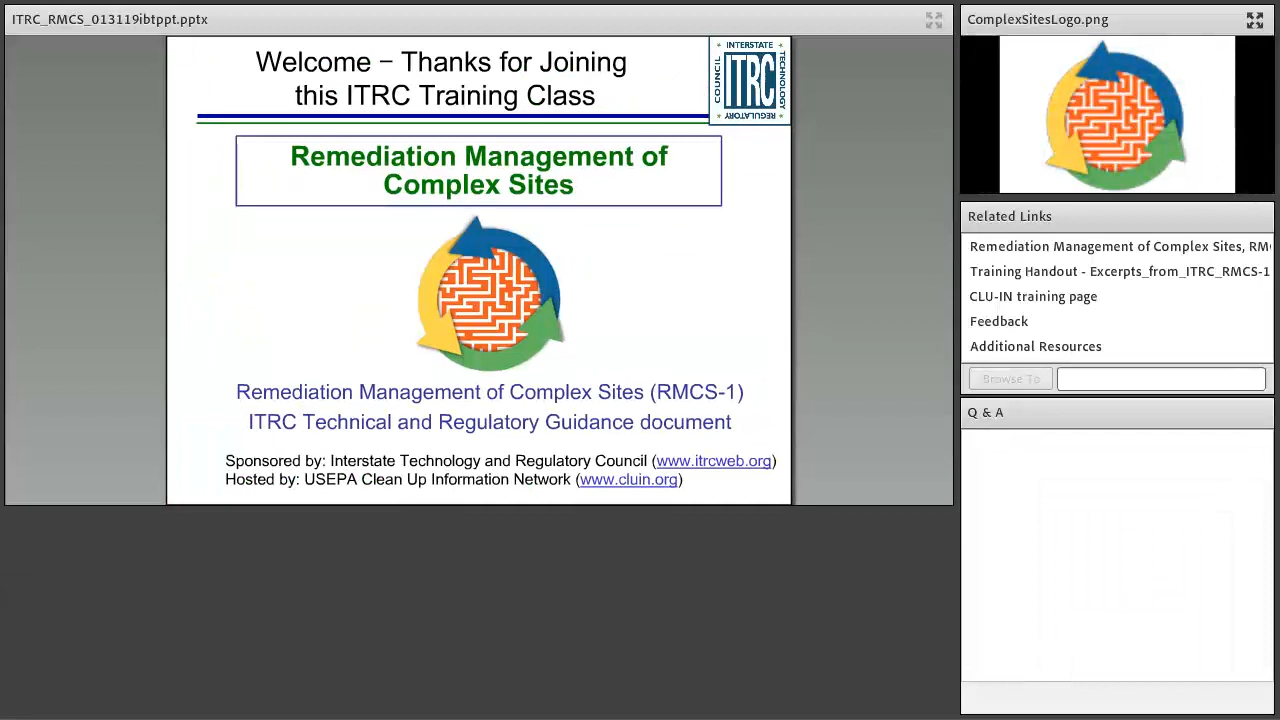 ITRC_RMCS_013119ibtppt.pptx
Welcome – Thanks for Joining
this ITRC Training Class
INTERSTATE
COUNCIL
ITRC
TECHNOLOGY
REGULATORY
Remediation Management of
Complex Sites
Remediation Management of Complex Sites (RMCS-1)
ITRC Technical and Regulatory Guidance document
Sponsored by: Interstate Technology and Regulatory Council (www.itrcweb.org)
Hosted by: USEPA Clean Up Information Network (www.cluin.org)
ComplexSitesLogo.png
Related Links
Remediation Management of Complex Sites, RM
Training Handout - Excerpts_from_ITRC_RMCS-1
CLU-IN training page
Feedback
Additional Resources
Browse To
Q & A